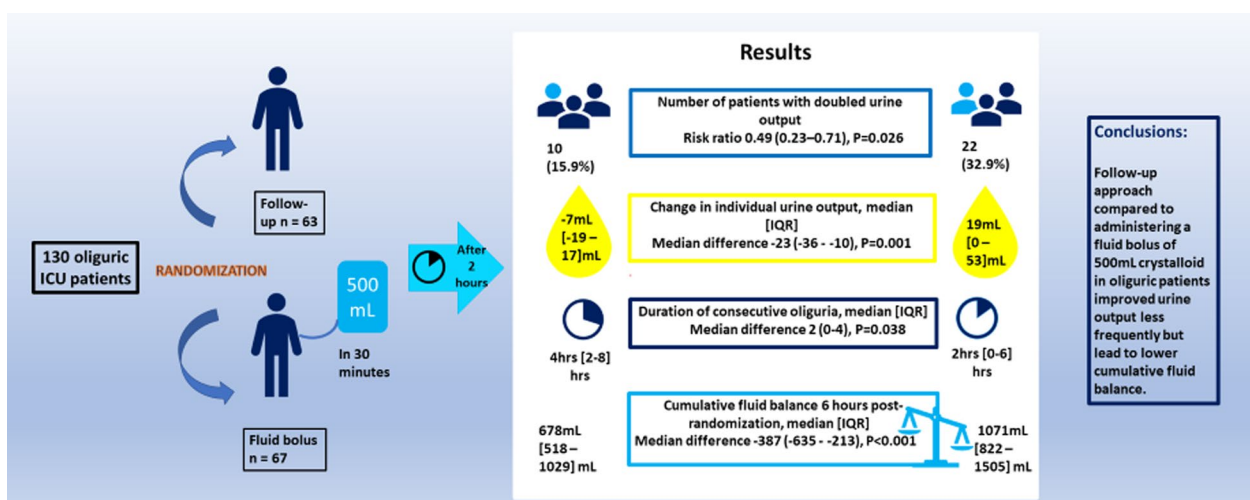 130 oliguric
ICU patients
RANDOMIZATION
Follow-
up n = 63
500
mL
In 30
minutes
Fluid bolus
n = 67
After
2
hours
Results
10
(15.9%)
Number of patients with doubled urine
output
Risk ratio 0.49 (0.23–0.71), P=0.026
22
(32.9%)
-7mL
[-19 –
17]mL
Change in individual urine output, median
[IQR]
Median difference -23 (-36 - -10), P=0.001
19mL
[0 –
53]mL
Duration of consecutive oliguria, median [IQR]
Median difference 2 (0-4), P=0.038
4hrs [2-8]
hrs
2hrs [0-6]
hrs
Cumulative fluid balance 6 hours post-
randomization, median [IQR]
Median difference -387 (-635 - -213), P<0.001
678mL
[518 –
1029] mL
1071mL
[822 –
1505] mL
Conclusions:
Follow-up
approach
compared to
administering a
fluid bolus of
500mL crystalloid
in oliguric patients
improved urine
output less
frequently but
lead to lower
cumulative fluid
balance.